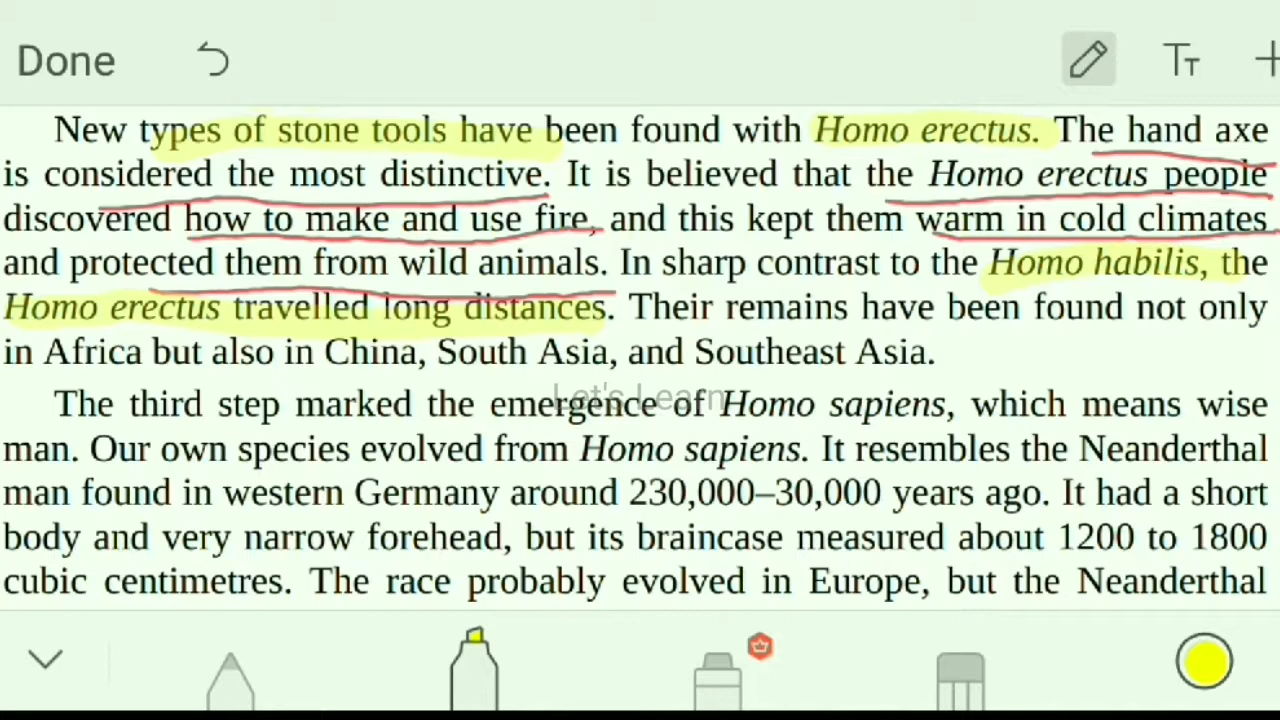 Done
New types of stone tools have been found with Homo erectus. The hand axe
is considered the most distinctive. It is believed that the Homo erectus people
discovered how to make and use fire, and this kept them warm in cold climates
and protected them from wild animals. In sharp contrast to the Homo habilis, the
Homo erectus travelled long distances. Their remains have been found not only
in Africa but also in China, South Asia, and Southeast Asia.
Let's Learn
The third step marked the emergence of Homo sapiens, which means wise
man. Our own species evolved from Homo sapiens. It resembles the Neanderthal
man found in western Germany around 230,000–30,000 years ago. It had a short
body and very narrow forehead, but its braincase measured about 1200 to 1800
cubic centimetres. The race probably evolved in Europe, but the Neanderthal